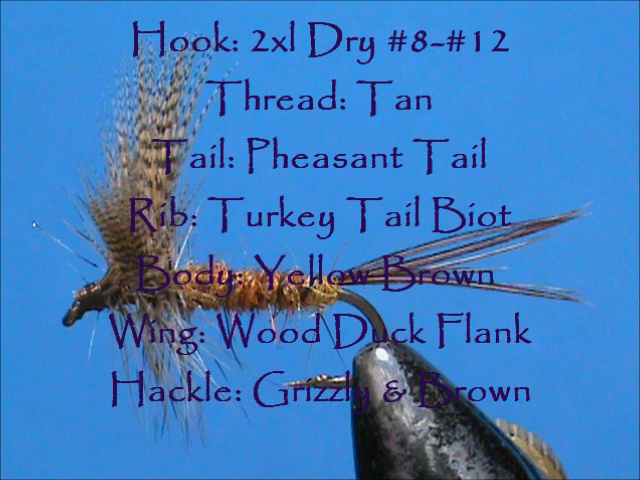 Hook: 2xl Dry #8-#12
Thread: Tan
Tail: Pheasant Tail
Rib: Turkey Tail Biot
Body: Yellow Brown
Wing: Wood Duck Flank
Hackle: Grizzly & Brown